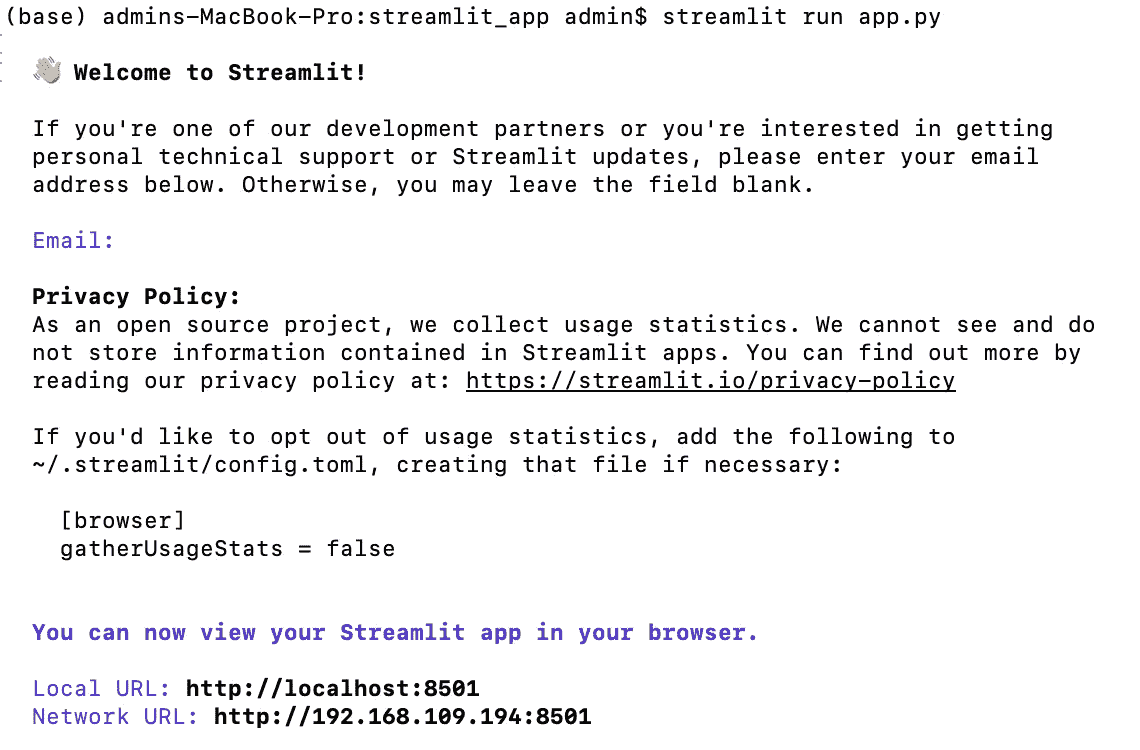 (base) admins-MacBook-Pro:streamlit_app admin$ streamlit run app.py
👋 Welcome to Streamlit!
If you're one of our development partners or you're interested in getting
personal technical support or Streamlit updates, please enter your email
address below. Otherwise, you may leave the field blank.
Email:
Privacy Policy:
As an open source project, we collect usage statistics. We cannot see and do
not store information contained in Streamlit apps. You can find out more by
reading our privacy policy at: https://streamlit.io/privacy-policy
If you'd like to opt out of usage statistics, add the following to
~/.streamlit/config.toml, creating that file if necessary:
[browser]
gatherUsageStats = false
You can now view your Streamlit app in your browser.
Local URL: http://localhost:8501
Network URL: http://192.168.109.194:8501